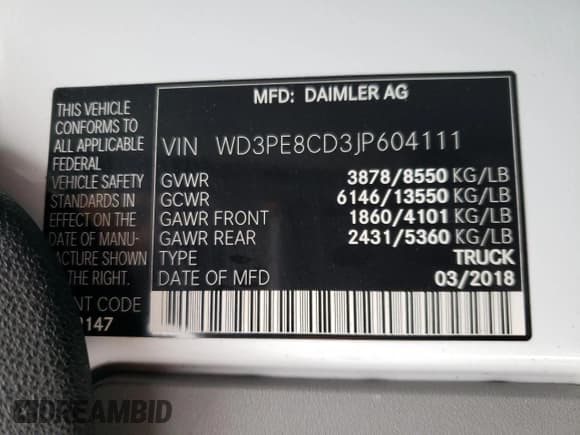 MFD: DAIMLER AG
THIS VEHICLE
CONFORMS TO
ALL APPLICABLE
FEDERAL
VEHICLE SAFETY
STANDARDS IN
EFFECT ON THE
DATE OF MANU-
FACTURE SHOWN
ON THE RIGHT.
NT CODE
147
VIN WD3PE8CD3JP604111
GVWR 3878/8550 KG/LB
GCWR 6146/13550 KG/LB
GAWR FRONT 1860/4101 KG/LB
GAWR REAR 2431/5360 KG/LB
TYPE TRUCK
DATE OF MFD 03/2018
DREAMBID